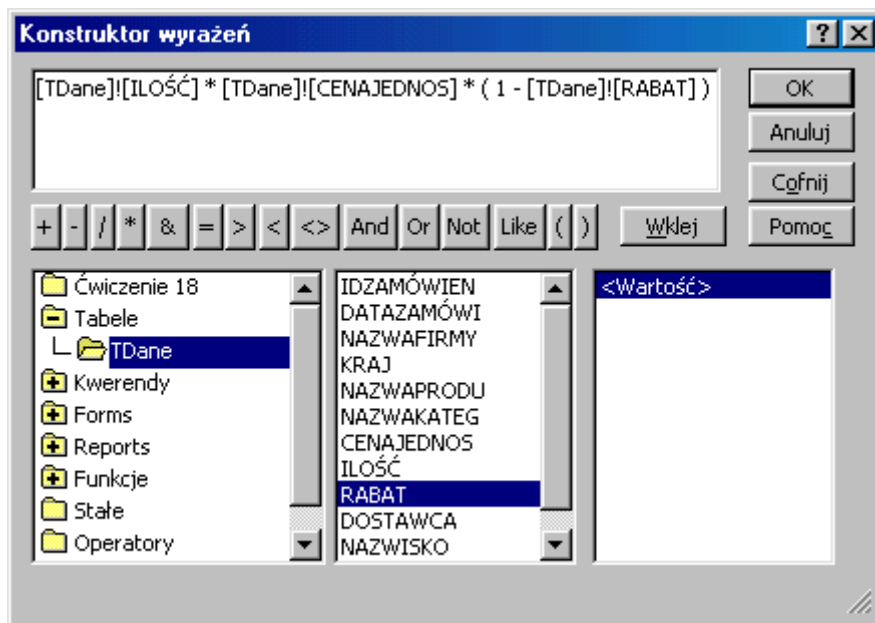 Konstruktor wyrażeń
[TDane]![ILOŚĆ] * [TDane]![CENAJEDNOS] * ( 1 - [TDane]![RABAT] )
OK
Anuluj
Cofnij
+ - / * & = > < <> And Or Not Like ( ) Wklej Pomoc
Ćwiczenie 18
Tabele
TDane
Kwerendy
Forms
Reports
Funkcje
Stałe
Operatory
IDZAMÓWIEN
DATAZAMÓWI
NAZWAFIRMY
KRAJ
NAZWAPRODU
NAZWAKATEG
CENAJEDNOS
ILOŚĆ
RABAT
DOSTAWCA
NAZWISKO
<Wartość>